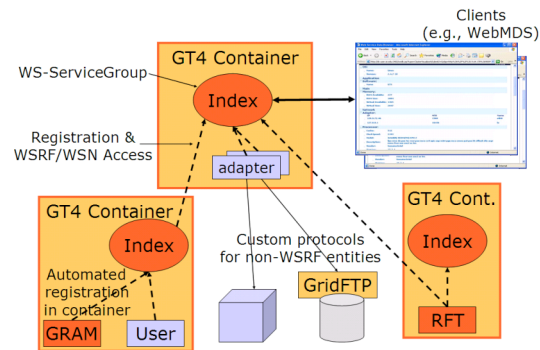 Clients
(e.g., WebMDS)
GT4 Container
WS-ServiceGroup
Index
Registration &
WSRF/WSN Access
adapter
GT4 Container
Index
Automated
registration
in container
GRAM
User
Custom protocols
for non-WSRF entities
GridFTP
GT4 Cont.
Index
RFT